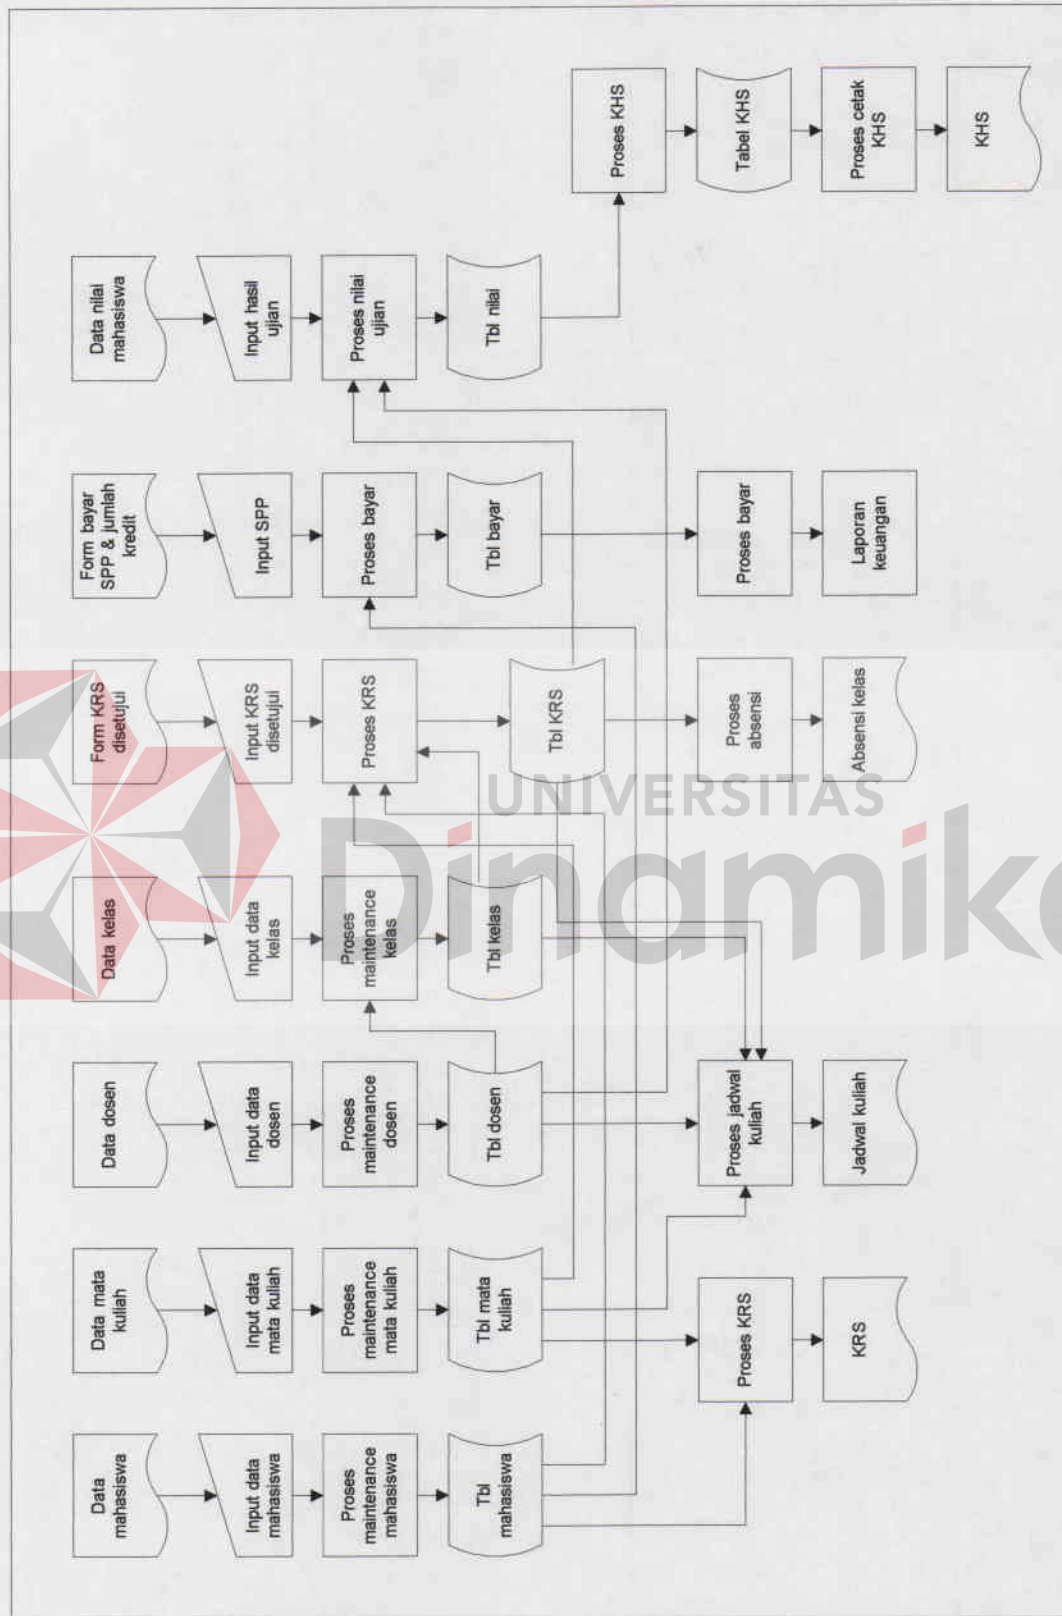 Data
mahasiswa
Data mata
kuliah
Data dosen
Data kelas
Form KRS
disetujui
Form bayar
SPP & jumlah
kredit
Data nilai
mahasiswa
Input data
mahasiswa
Input data
mata kuliah
Input data
dosen
Input data
kelas
Input KRS
disetujui
Input SPP
Input hasil
ujian
Proses
maintenance
mahasiswa
Proses
maintenance
mata kuliah
Proses
maintenance
dosen
Proses
maintenance
kelas
Proses KRS
Proses bayar
Proses nilai
ujian
Tbl
mahasiswa
Tbl mata
kuliah
Tbl dosen
Tbl kelas
Tbl KRS
Tbl bayar
Tbl nilai
Proses KHS
Proses KRS
Proses jadwal
kuliah
Proses
absensi
Proses bayar
Tabel KHS
KRS
Jadwal kuliah
Absensi kelas
Laporan
keuangan
Proses cetak
KHS
KHS
UNIVERSITAS
Dinamika